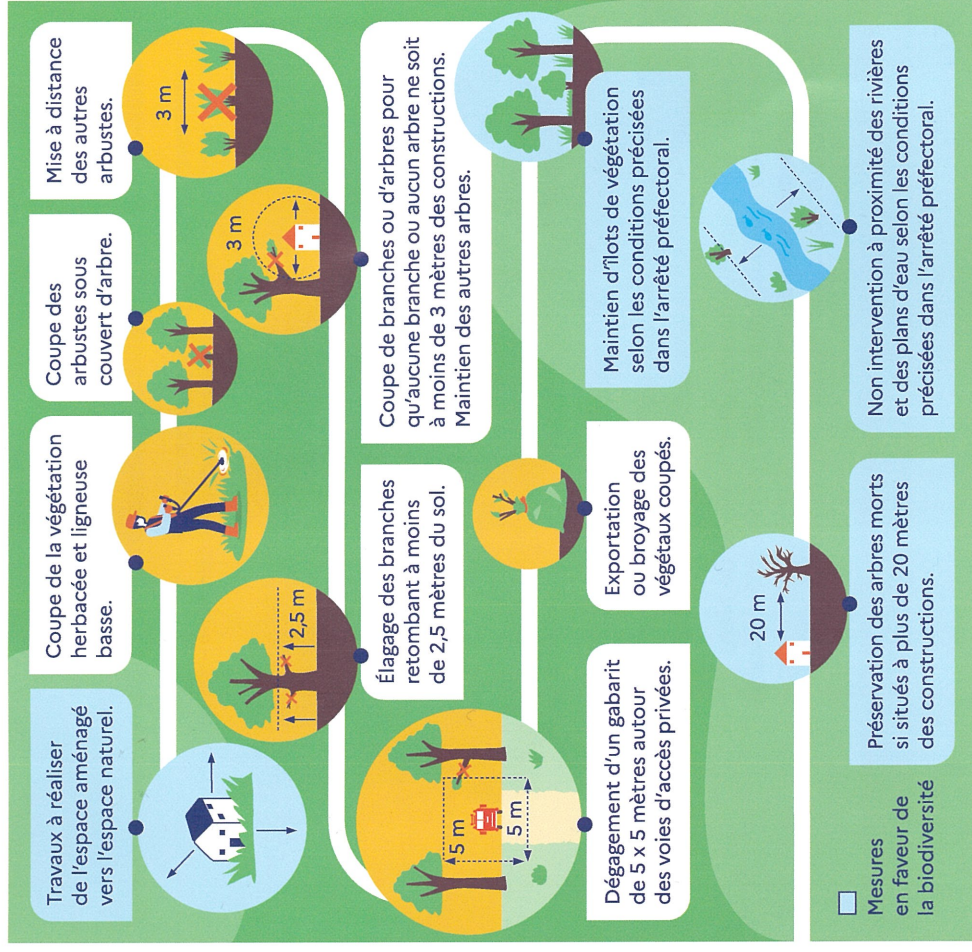 Travaux à réaliser
de l'espace aménagé
vers l'espace naturel.
Coupe de la végétation
herbacée et ligneuse
basse.
Coupe des
arbustes sous
couvert d'arbre.
Mise à distance
des autres
arbustes.
3 m
2,5 m
3 m
Élagage des branches
retombant à moins
de 2,5 mètres du sol.
Coupe de branches ou d'arbres pour
qu'aucune branche ou aucun arbre ne soit
à moins de 3 mètres des constructions.
Maintien des autres arbres.
5 m
5 m
Dégagement d'un gabarit
de 5 x 5 mètres autour
des voies d'accès privées.
Exportation
ou broyage des
végétaux coupés.
Maintien d'îlots de végétation
selon les conditions précisées
dans l'arrêté préfectoral.
20 m
Préservation des arbres morts
si situés à plus de 20 mètres
des constructions.
Non intervention à proximité des rivières
et des plans d'eau selon les conditions
précisées dans l'arrêté préfectoral.
Mesures
en faveur de
la biodiversité